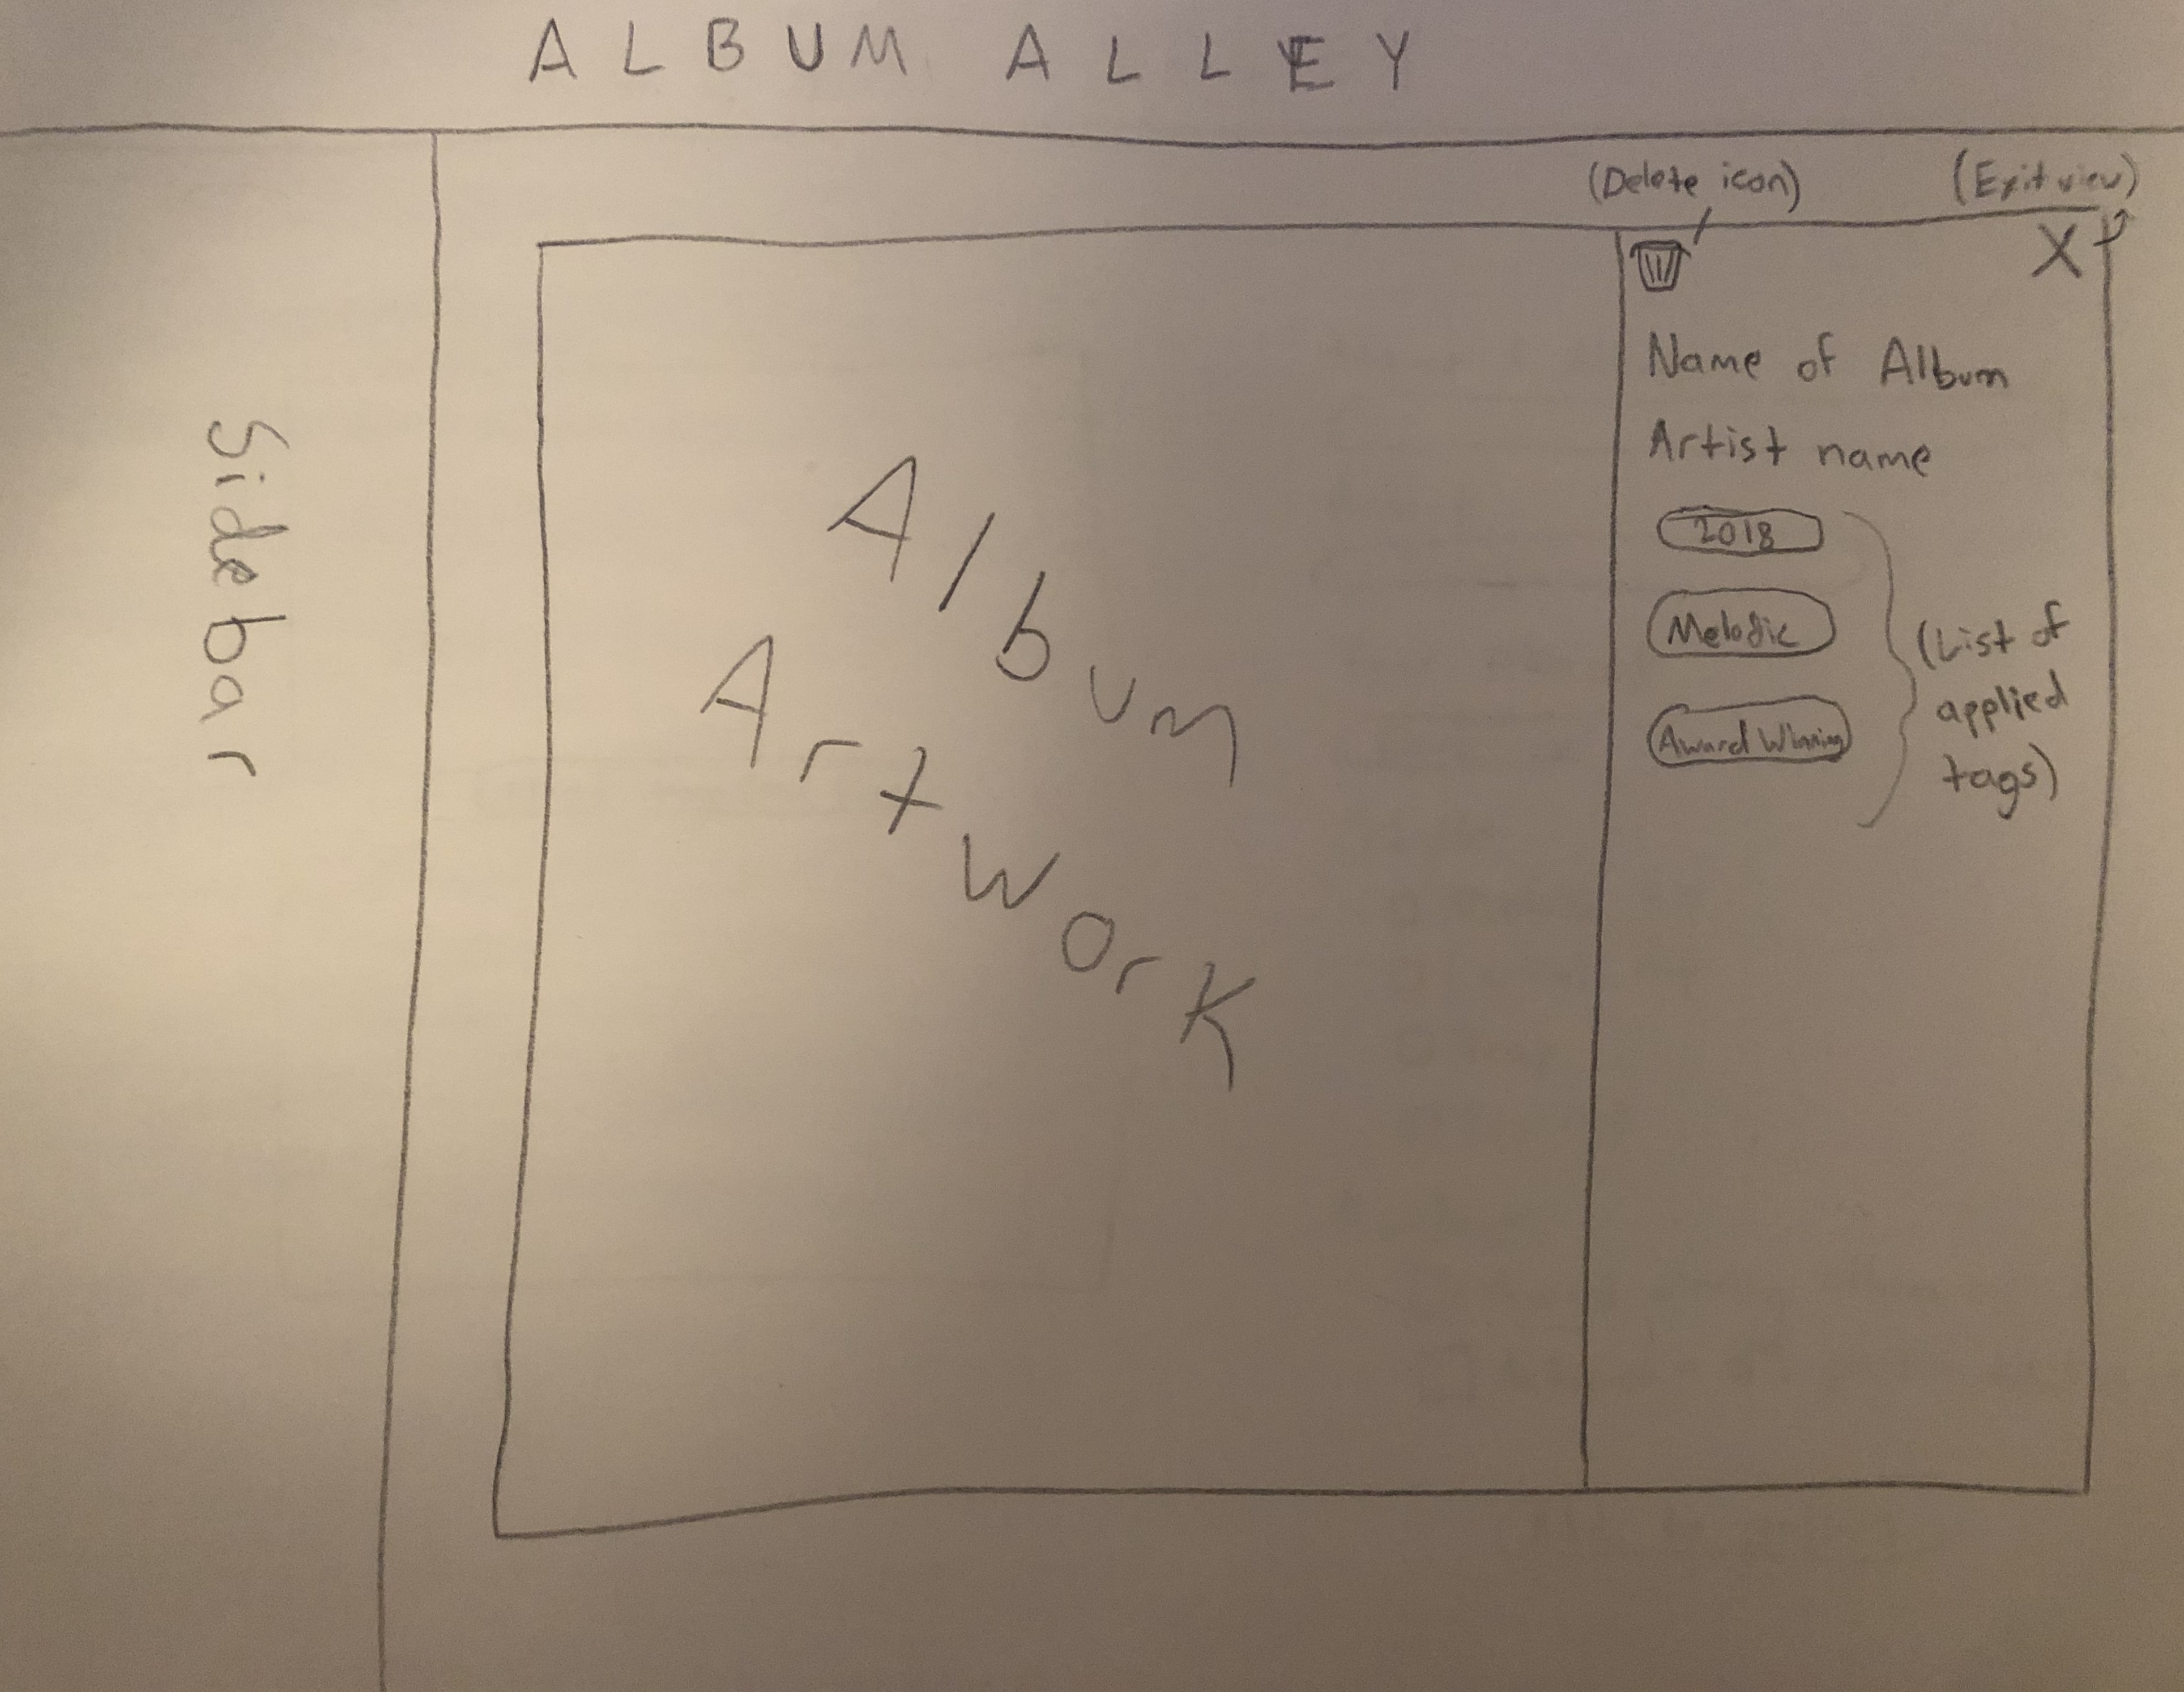 ALBUM ALLEY
(Delete icon)
(Exit view)
X
Sidebar
Album
Artwork
Name of Album
Artist name
2018
Melodic
Award Winning
(List of
applied
tags)